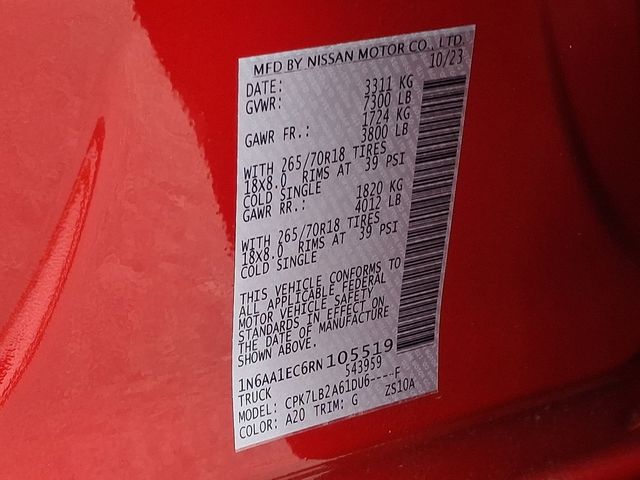 MFD BY NISSAN MOTOR CO., LTD.
DATE: 10/23
GVWR: 3311 KG
7300 LB
1724 KG
GAWR FR.: 3800 LB
WITH 265/70R18 TIRES
18X8.0 RIMS AT 39 PSI
COLD SINGLE
1820 KG
GAWR RR.: 4012 LB
WITH 265/70R18 TIRES
18X8.0 RIMS AT 39 PSI
COLD SINGLE
THIS VEHICLE CONFORMS TO
ALL APPLICABLE FEDERAL
MOTOR VEHICLE SAFETY
STANDARDS IN EFFECT ON
THE DATE OF MANUFACTURE
SHOWN ABOVE.
1N6AA1EC6RN105519
TRUCK 543959
MODEL: CPK7LB2A61DU6----F
COLOR: A20 TRIM: G ZS10A